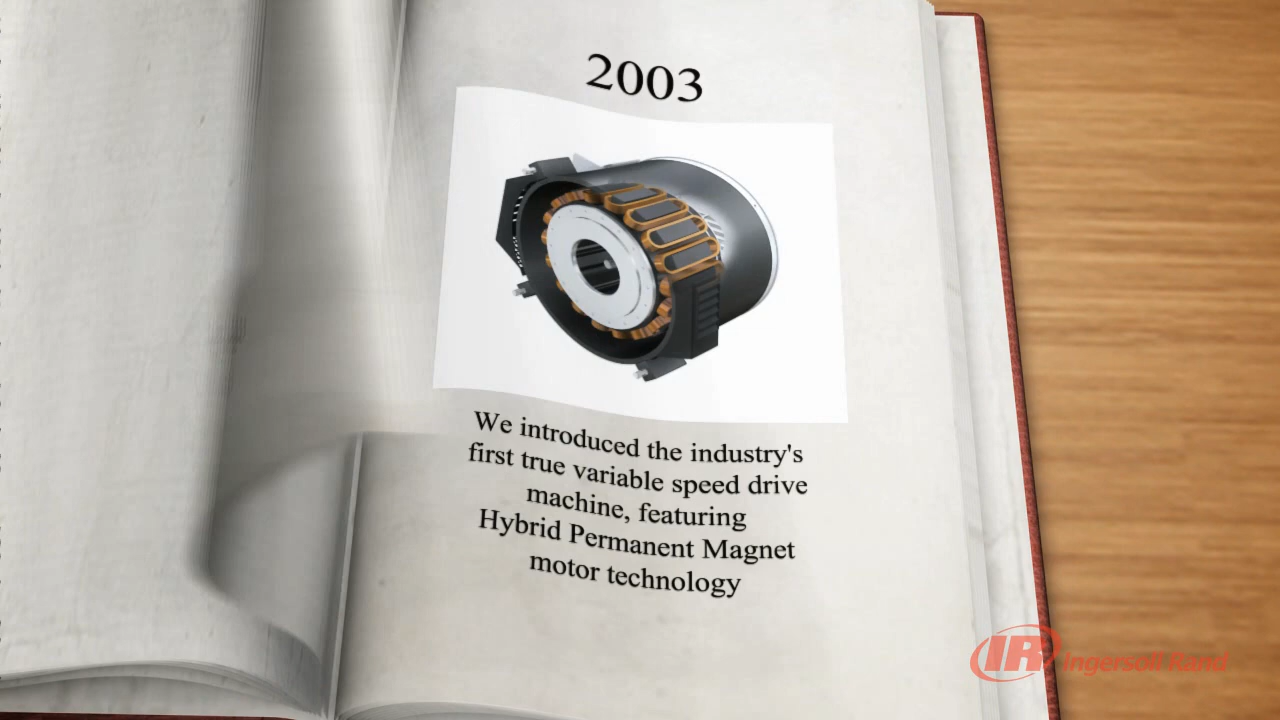 2003
We introduced the industry's
first true variable speed drive
machine, featuring
Hybrid Permanent Magnet
motor technology
IR Ingersoll Rand